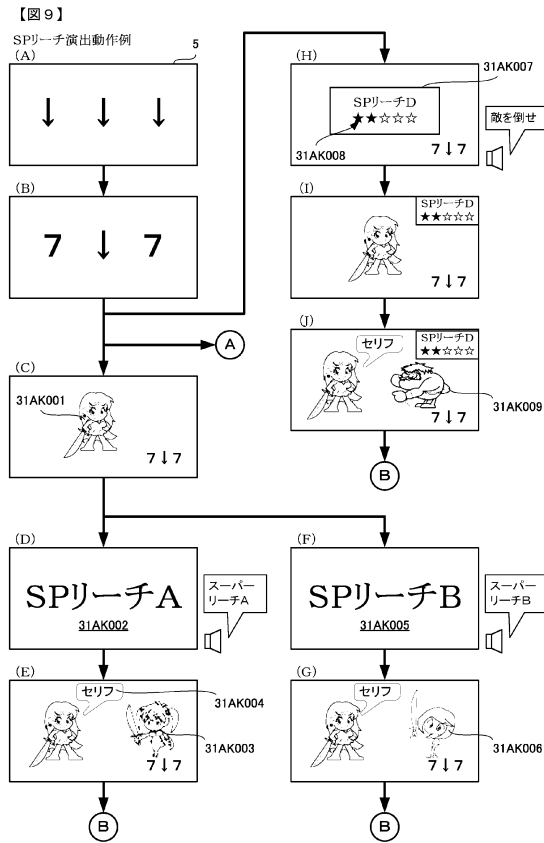 【図９】
SPリーチ演出動作例
(A)
5
↓ ↓ ↓
(B)
7 ↓ 7
A
(C)
31AK001
7↓7
(D)
SPリーチA
31AK002
スーパー
リーチA
(E)
セリフ
31AK004
31AK003
7↓7
B
(F)
SPリーチB
31AK005
スーパー
リーチB
(G)
セリフ
31AK006
7↓7
B
(H)
31AK007
SPリーチD
★★☆☆☆
31AK008
7↓7
敵を倒せ
(I)
SPリーチD
★★☆☆☆
7↓7
(J)
SPリーチD
★★☆☆☆
セリフ
31AK009
7↓7
B